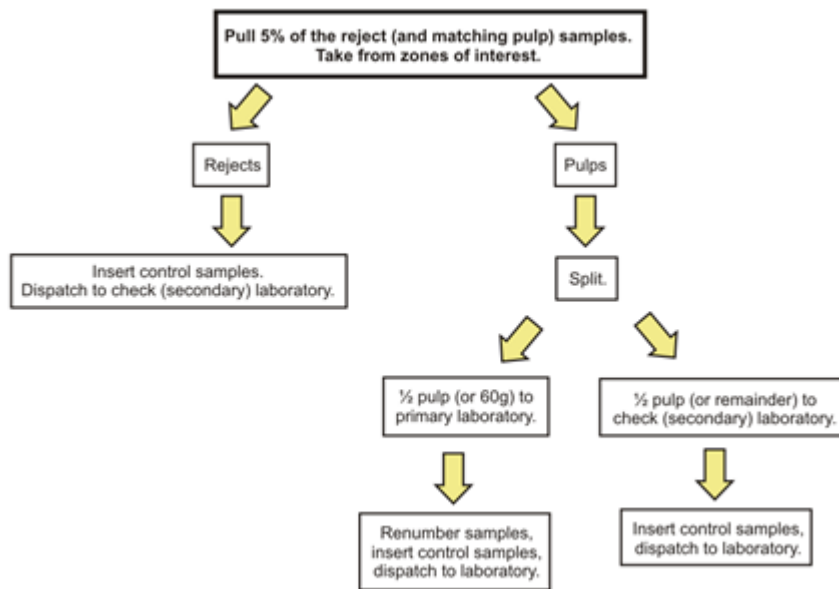 Pull 5% of the reject (and matching pulp) samples.
Take from zones of interest.
Rejects
Pulps
Insert control samples.
Dispatch to check (secondary) laboratory.
Split.
½ pulp (or 60g) to
primary laboratory.
½ pulp (or remainder) to
check (secondary) laboratory.
Renumber samples,
insert control samples,
dispatch to laboratory.
Insert control samples,
dispatch to laboratory.